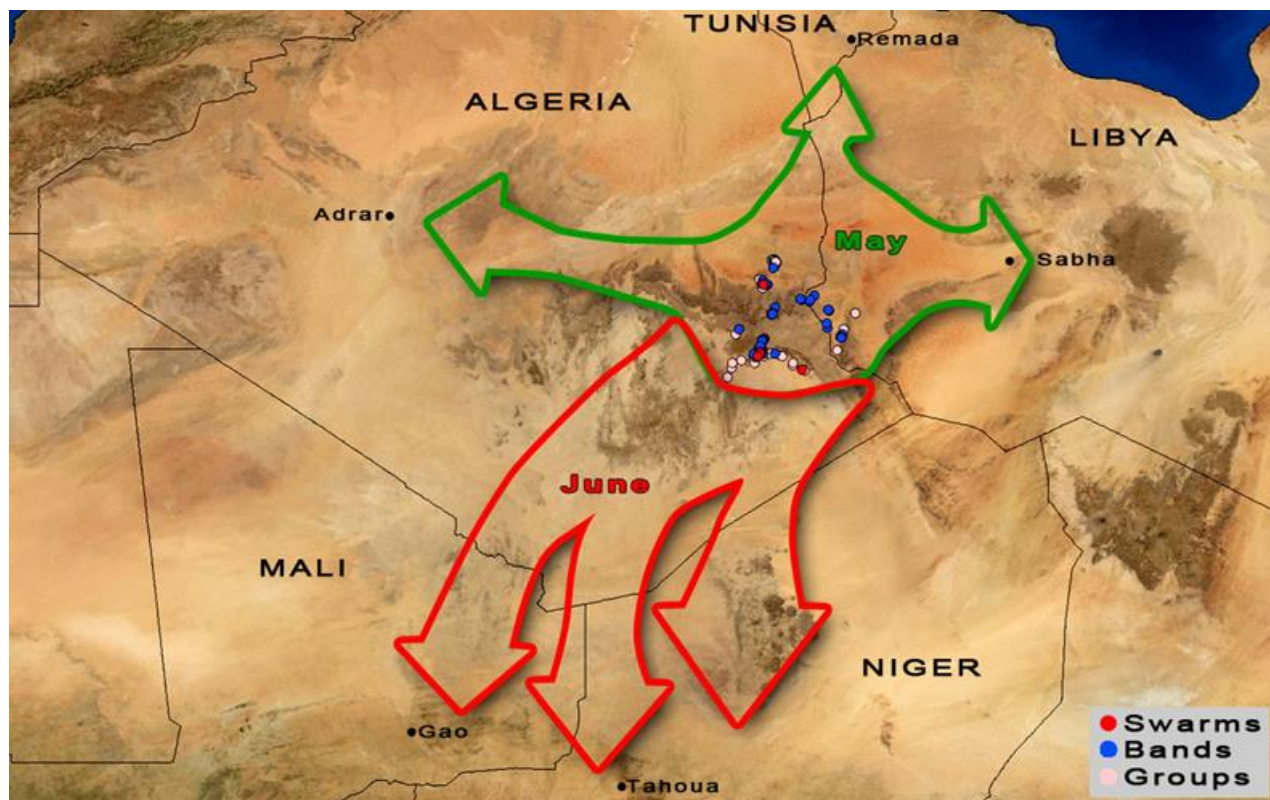 TUNISIA
Remada
ALGERIA
LIBYA
Adrar
May
Sabha
June
MALI
NIGER
Gao
Tahoua
Swarms
Bands
Groups